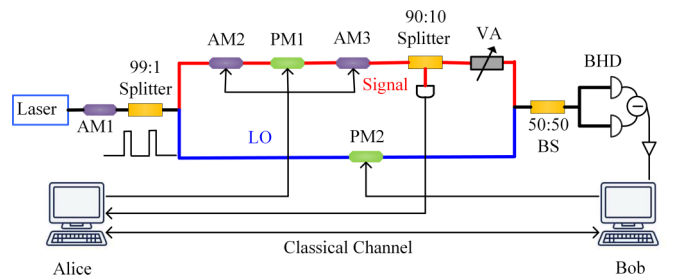 90:10
Splitter
VA
AM2
PM1
AM3
99:1
Splitter
BHD
Signal
Laser
AM1
LO
PM2
50:50
BS
Classical Channel
Alice
Bob